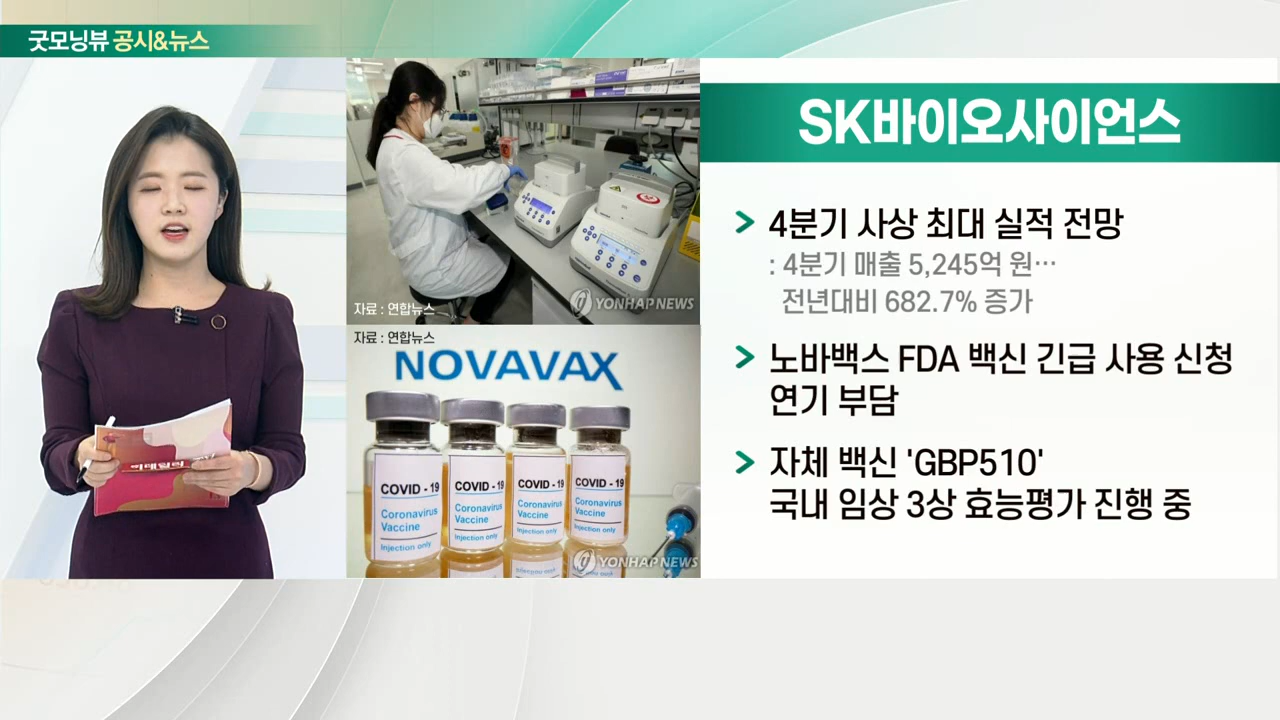 굿모닝뷰 공시&뉴스
자료 : 연합뉴스
YONHAP NEWS
자료 : 연합뉴스
NOVAVAX
COVID - 19
Coronavirus
Vaccine
Injection only
COVID - 19
Coronavirus
Vaccine
Injection only
COVID - 19
Coronavirus
Vaccine
Injection only
COVID - 19
Coronavirus
Vaccine
Injection only
YONHAP NEWS
SK바이오사이언스
4분기 사상 최대 실적 전망
: 4분기 매출 5,245억 원…
전년대비 682.7% 증가
노바백스 FDA 백신 긴급 사용 신청
연기 부담
자체 백신 'GBP510'
국내 임상 3상 효능평가 진행 중